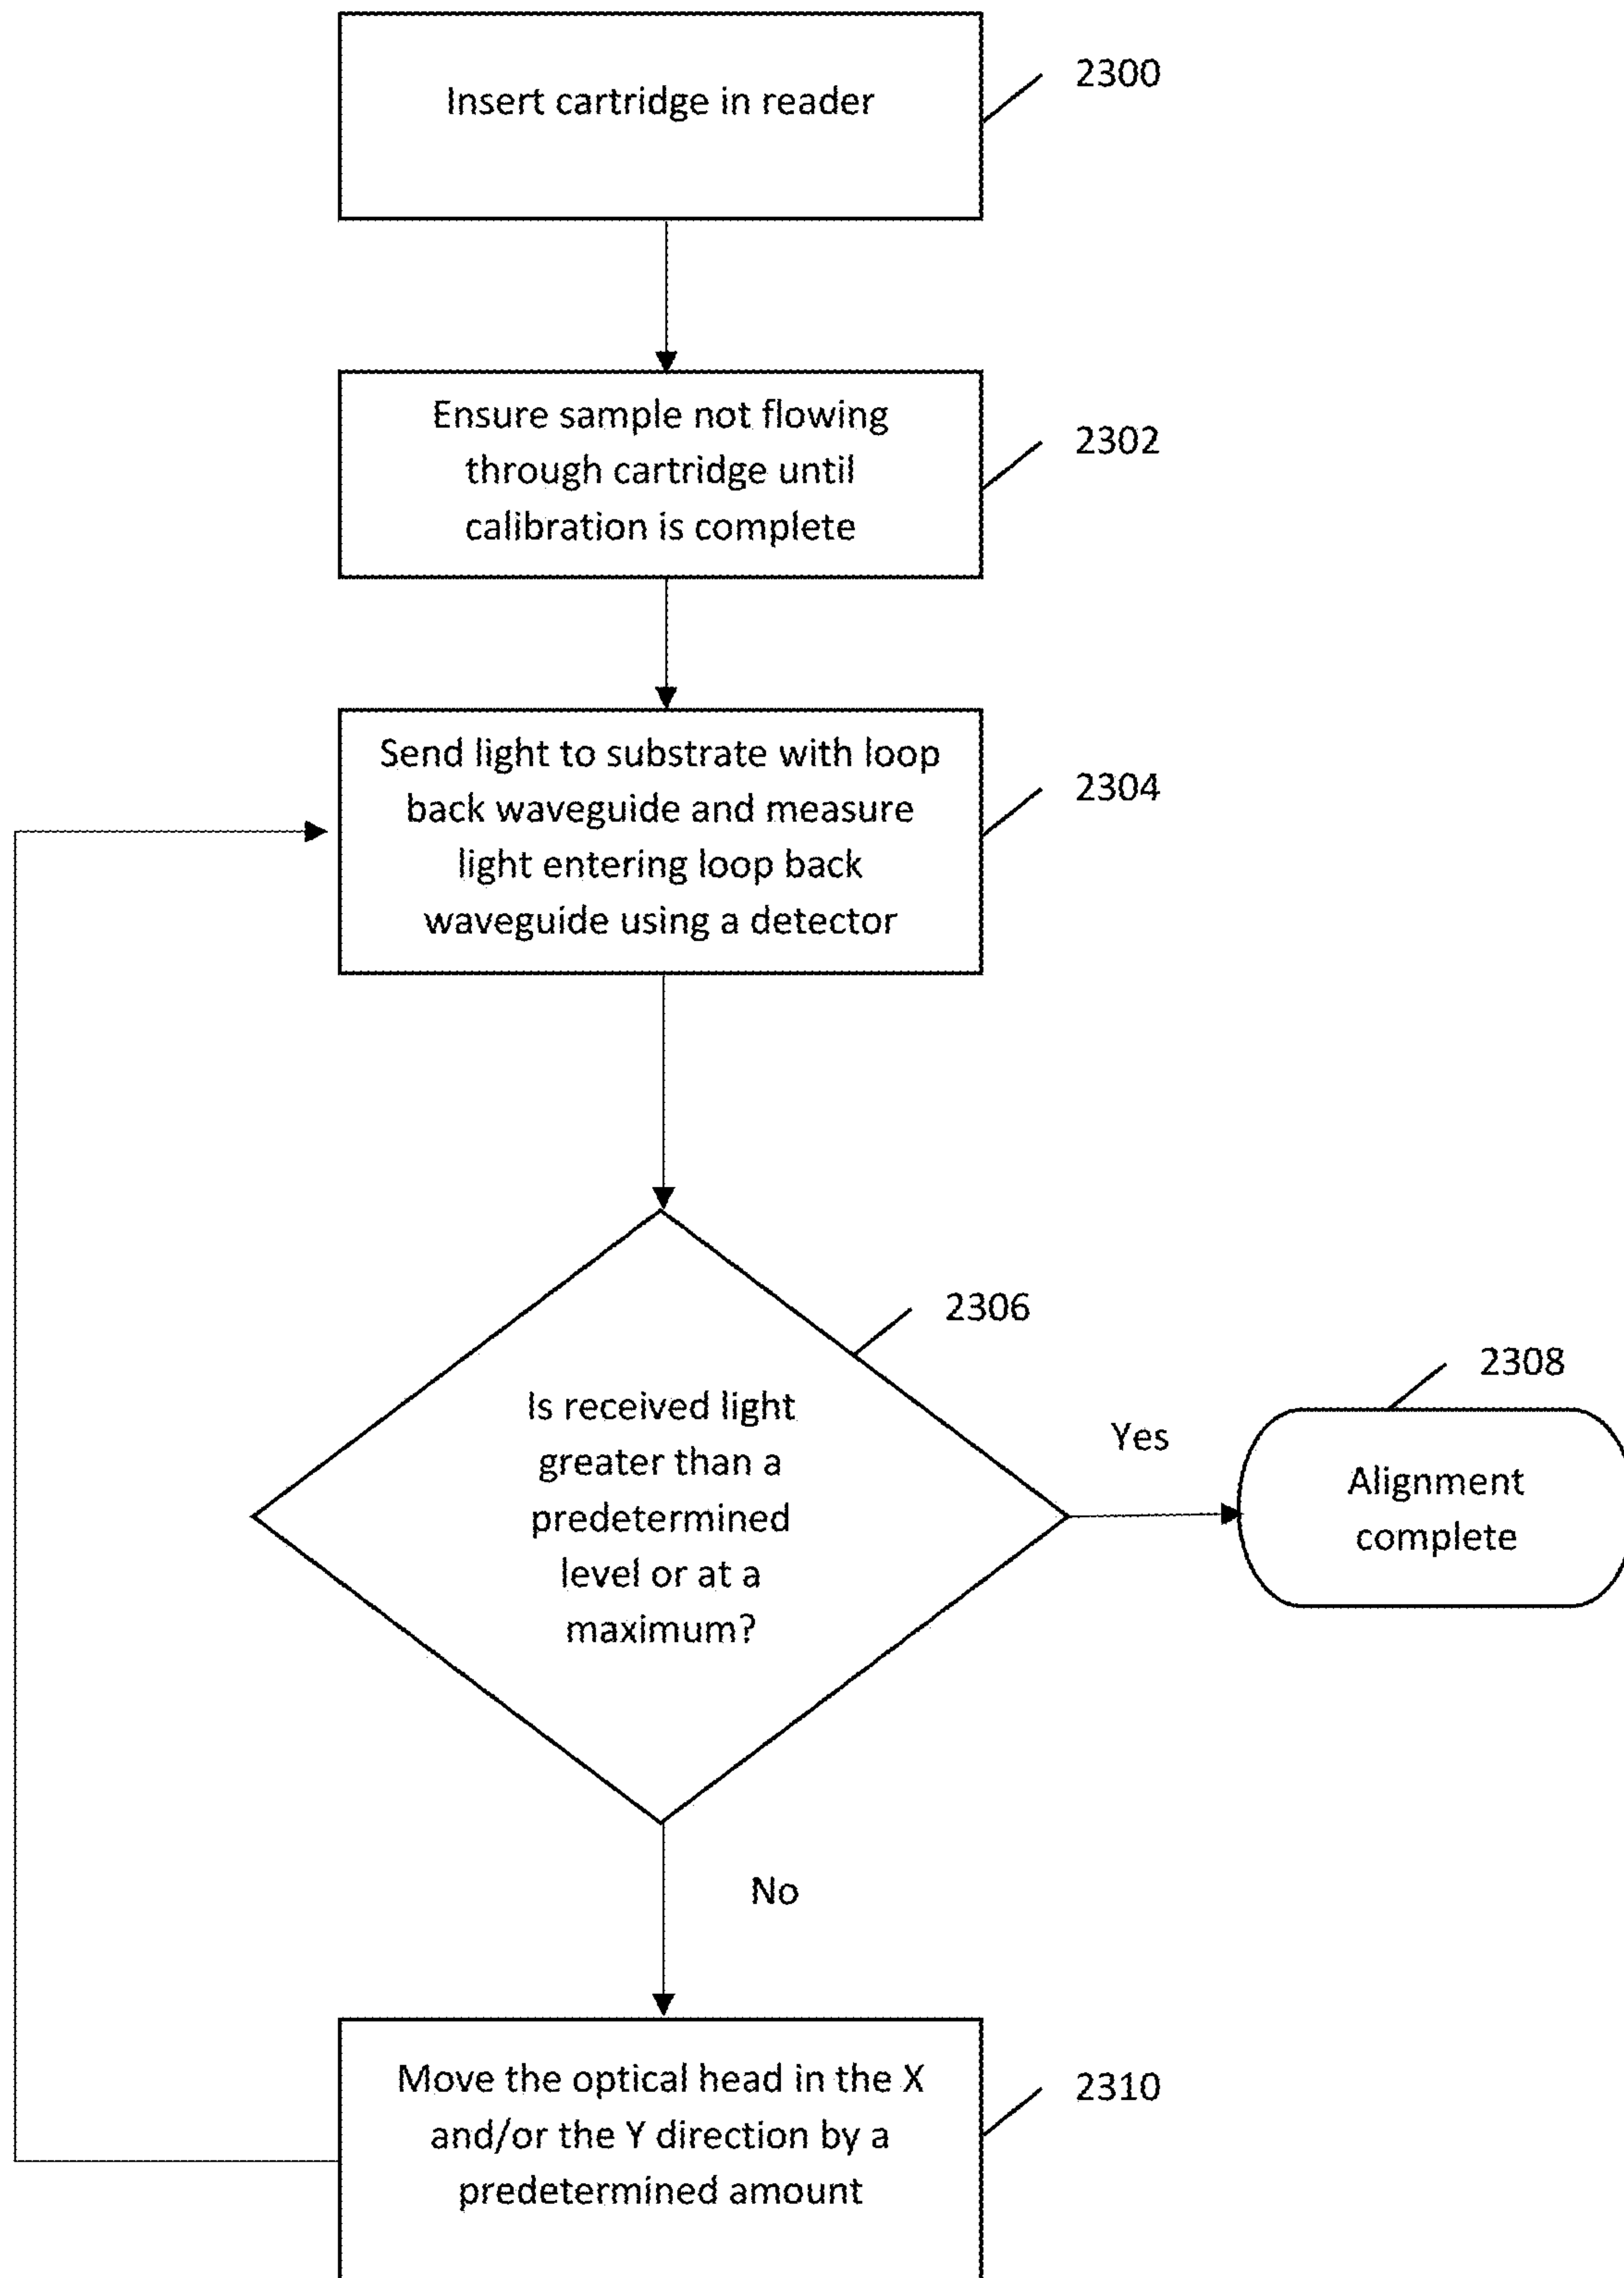 Insert cartridge in reader
2300
Ensure sample not flowing
through cartridge until
calibration is complete
2302
Send light to substrate with loop
back waveguide and measure
light entering loop back
waveguide using a detector
2304
2306
Is received light
greater than a
predetermined
level or at a
maximum?
Yes
2308
Alignment
complete
No
Move the optical head in the X
and/or the Y direction by a
predetermined amount
2310